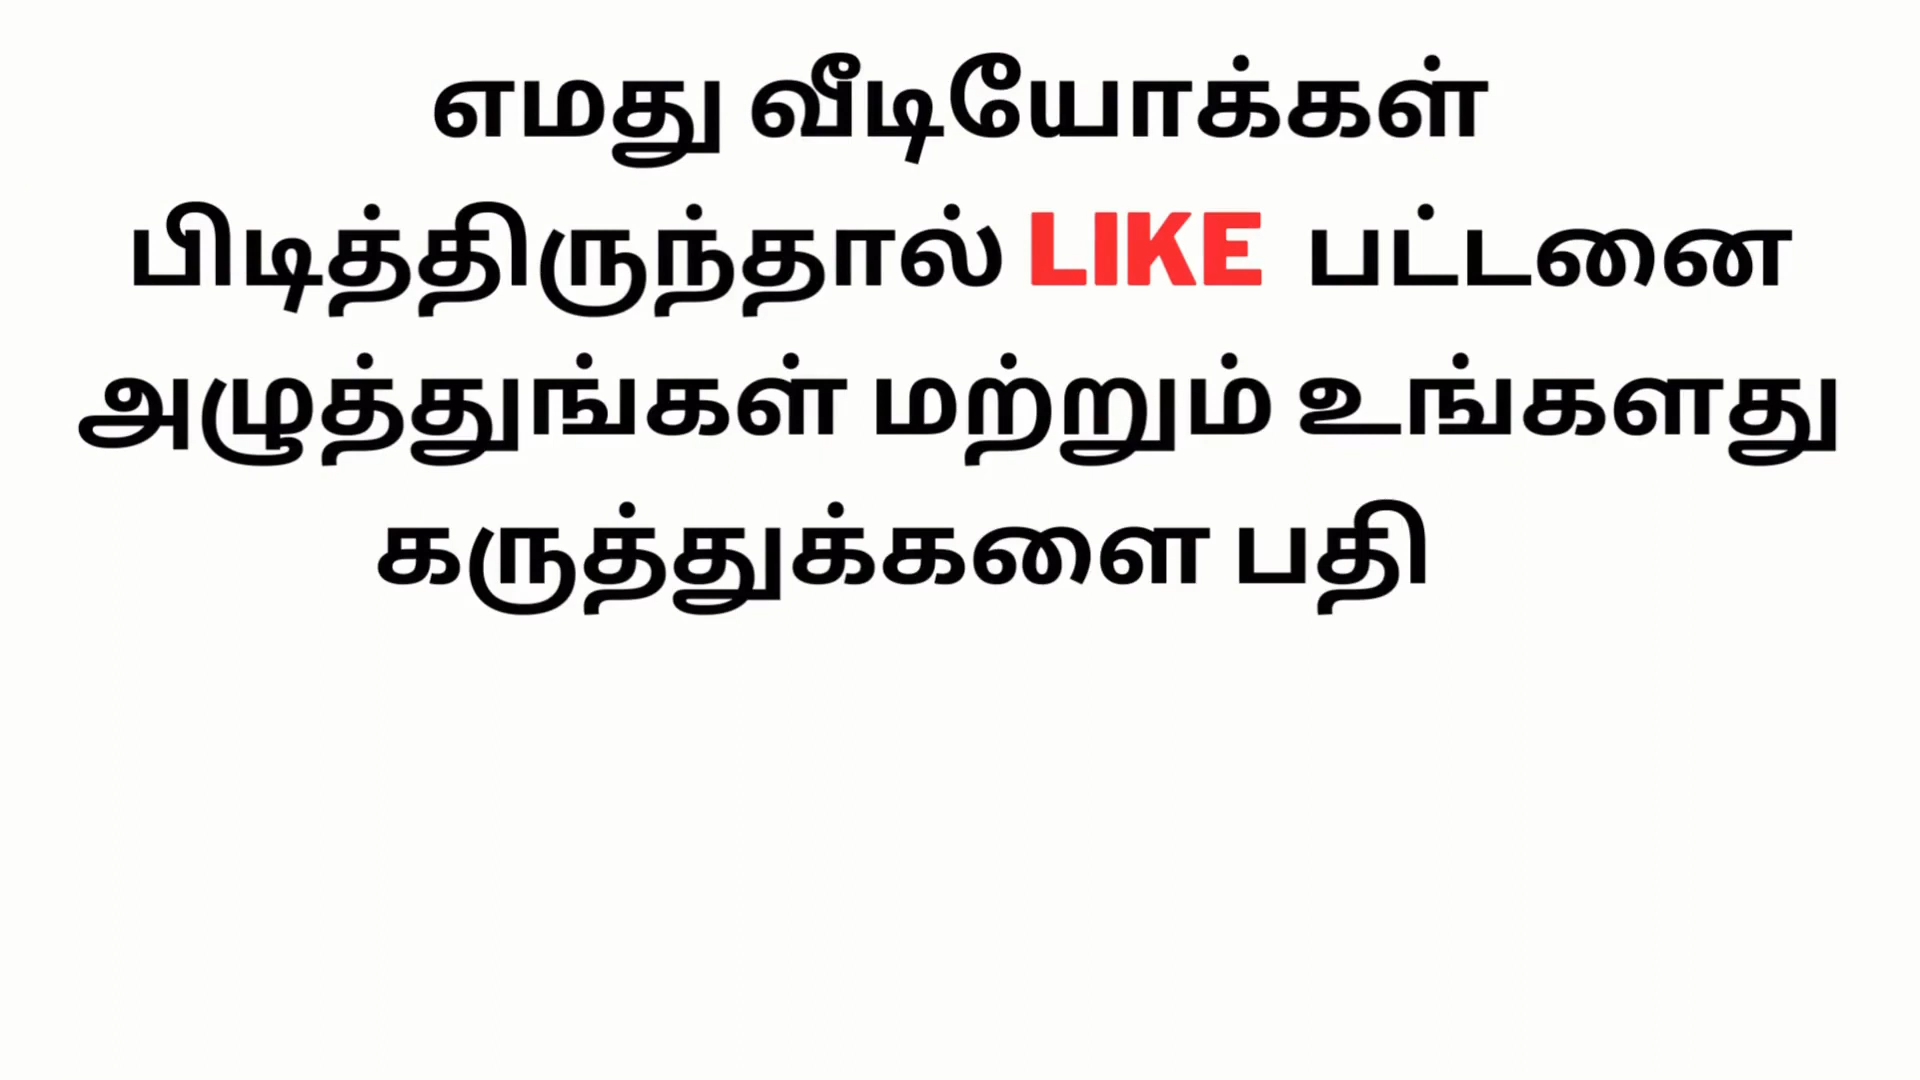 எமது வீடியோக்கள்
பிடித்திருந்தால் LIKE பட்டனை
அழுத்துங்கள் மற்றும் உங்களது
கருத்துக்களை பதி